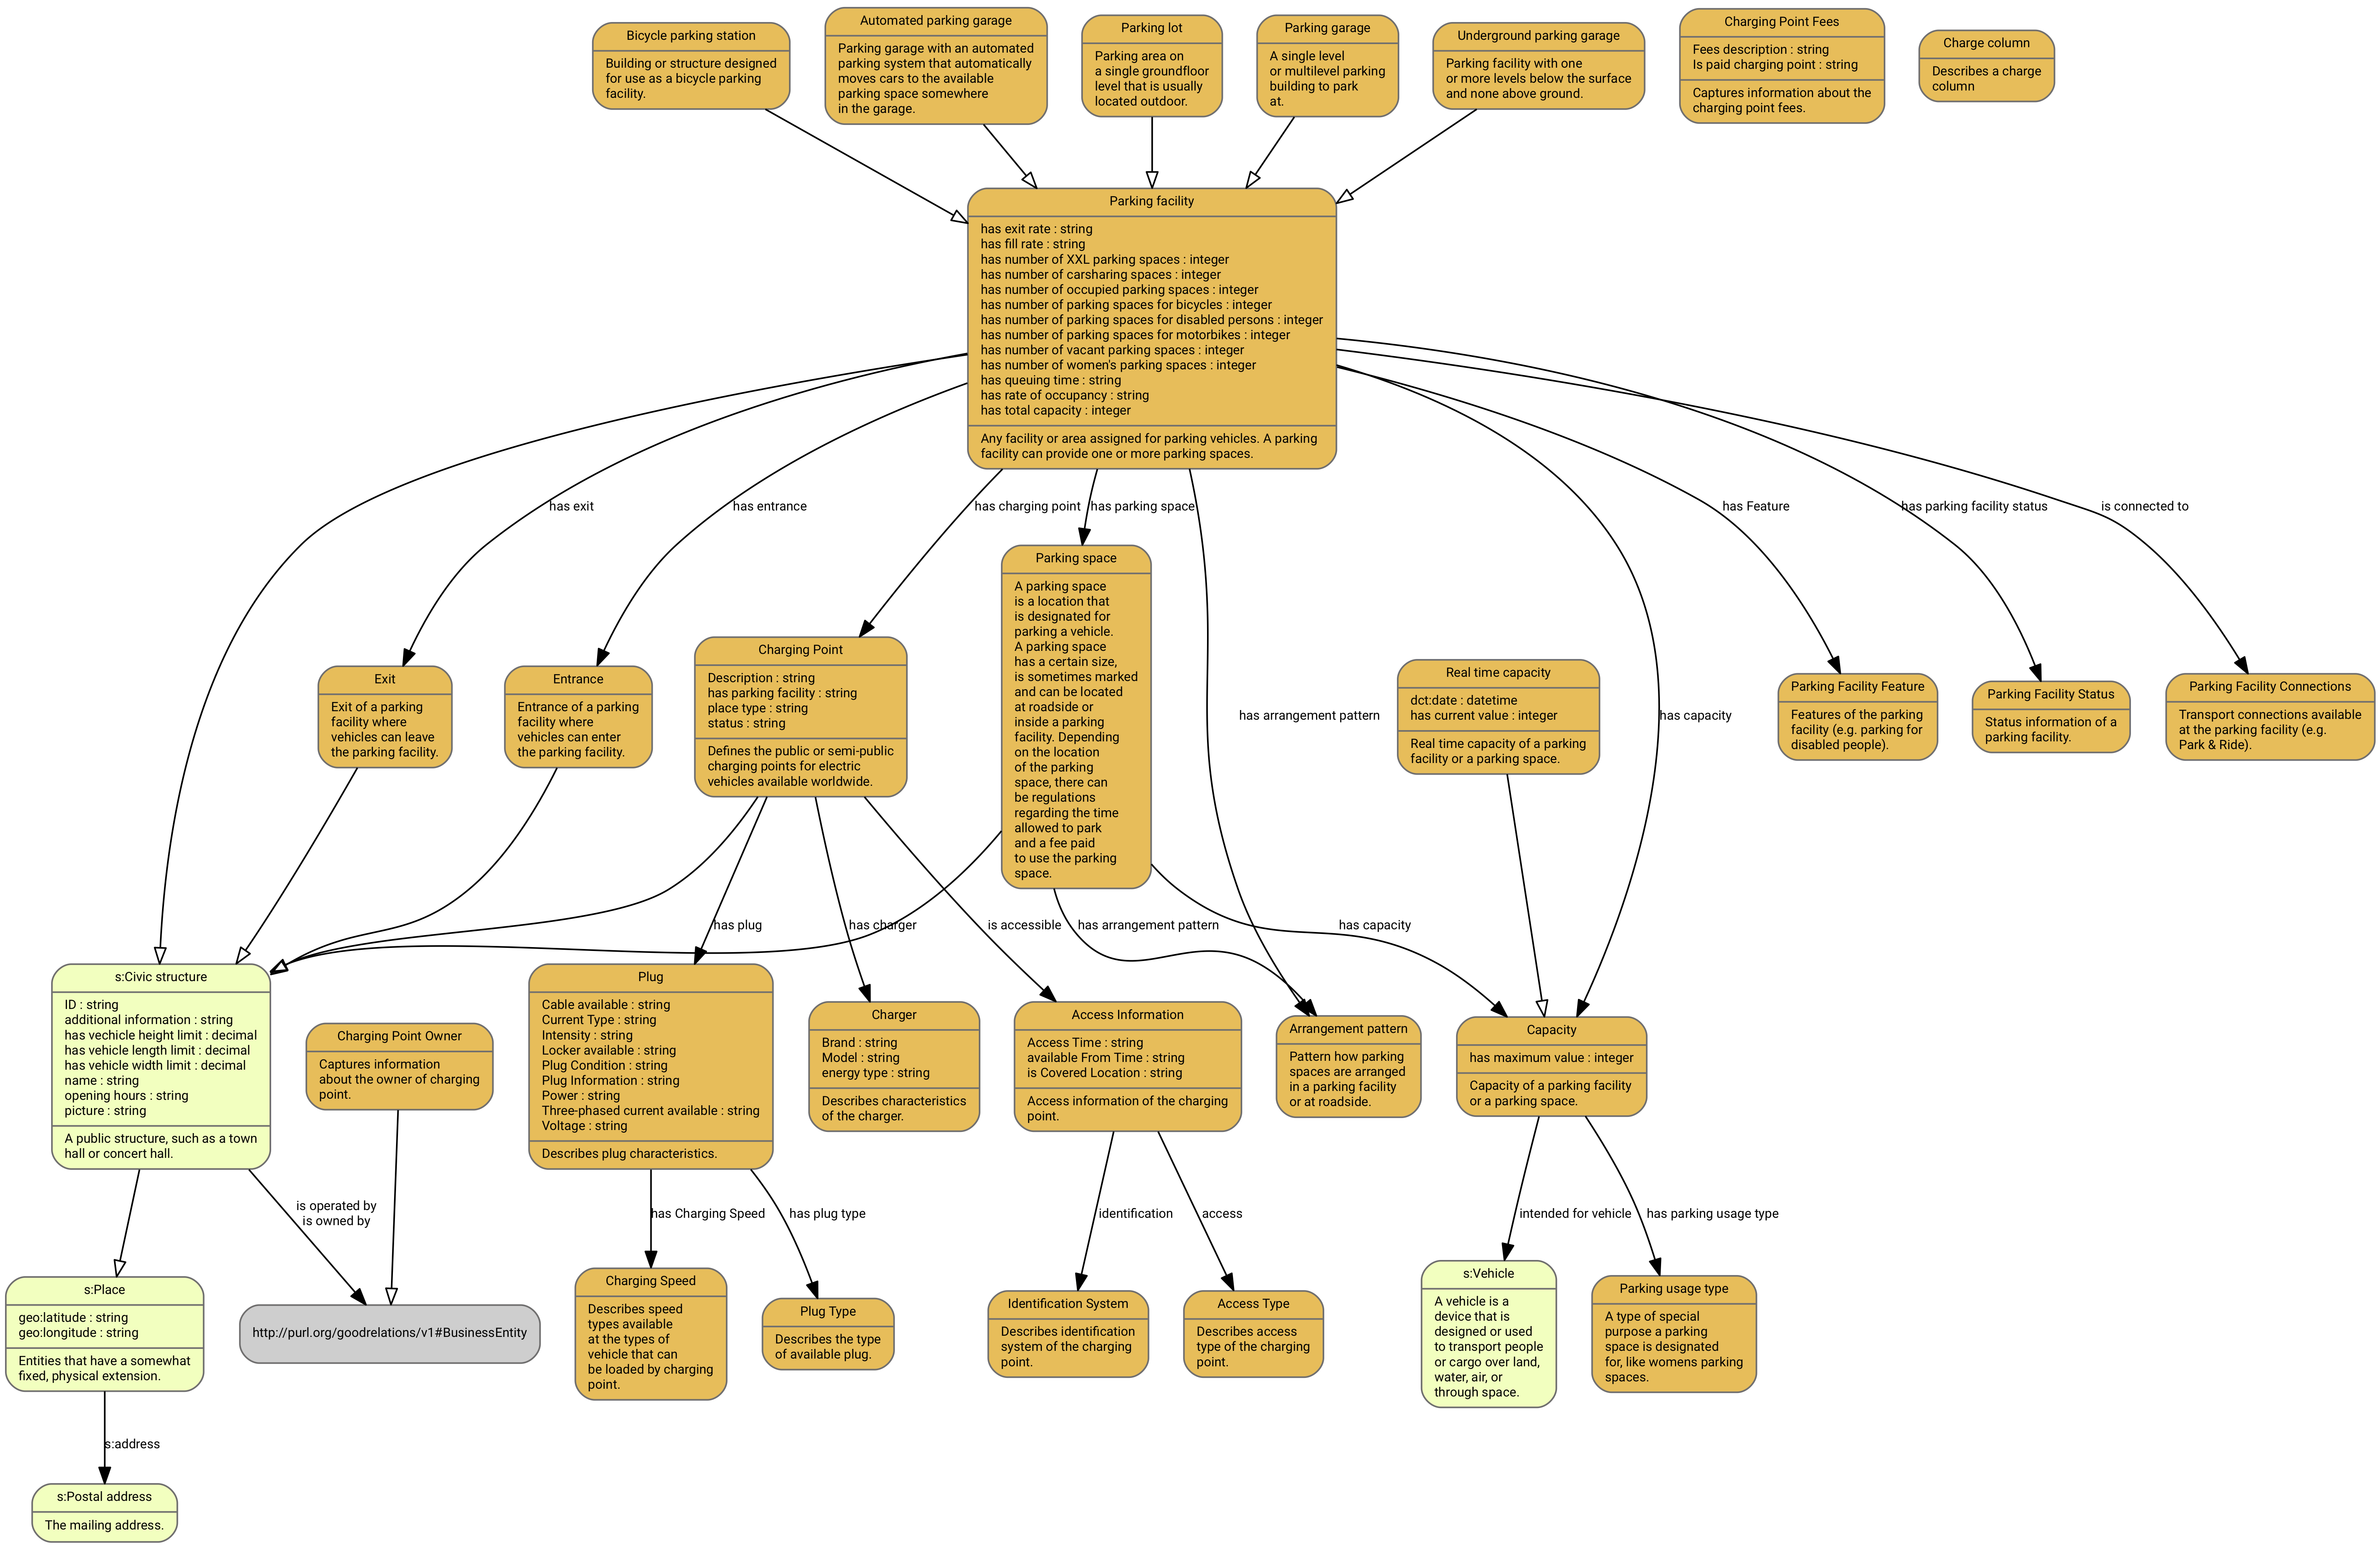 Bicycle parking station
Building or structure designed
for use as a bicycle parking
facility.
Automated parking garage
Parking garage with an automated
parking system that automatically
moves cars to the available
parking space somewhere
in the garage.
Parking lot
Parking area on
a single groundfloor
level that is usually
located outdoor.
Parking garage
A single level
or multilevel parking
building to park
at.
Underground parking garage
Parking facility with one
or more levels below the surface
and none above ground.
Charging Point Fees
Fees description : string
Is paid charging point : string
Captures information about the
charging point fees.
Charge column
Describes a charge
column
Parking facility
has exit rate : string
has fill rate : string
has number of XXL parking spaces : integer
has number of carsharing spaces : integer
has number of occupied parking spaces : integer
has number of parking spaces for bicycles : integer
has number of parking spaces for disabled persons : integer
has number of parking spaces for motorbikes : integer
has number of vacant parking spaces : integer
has number of women's parking spaces : integer
has queuing time : string
has rate of occupancy : string
has total capacity : integer
Any facility or area assigned for parking vehicles. A parking
facility can provide one or more parking spaces.
has exit
has entrance
has charging point
has parking space
has Feature
has parking facility status
is connected to
Parking space
A parking space
is a location that
is designated for
parking a vehicle.
A parking space
has a certain size,
is sometimes marked
and can be located
at roadside or
inside a parking
facility. Depending
on the location
of the parking
space, there can
be regulations
regarding the time
allowed to park
and a fee paid
to use the parking
space.
Exit
Exit of a parking
facility where
vehicles can leave
the parking facility.
Entrance
Entrance of a parking
facility where
vehicles can enter
the parking facility.
Charging Point
Description : string
has parking facility : string
place type : string
status : string
Defines the public or semi-public
charging points for electric
vehicles available worldwide.
has arrangement pattern
Real time capacity
dct:date : datetime
has current value : integer
Real time capacity of a parking
facility or a parking space.
has capacity
Parking Facility Feature
Features of the parking
facility (e.g. parking for
disabled people).
Parking Facility Status
Status information of a
parking facility.
Parking Facility Connections
Transport connections available
at the parking facility (e.g.
Park & Ride).
has plug
has charger
is accessible
has arrangement pattern
has capacity
s:Civic structure
ID : string
additional information : string
has vechicle height limit : decimal
has vehicle length limit : decimal
has vehicle width limit : decimal
name : string
opening hours : string
picture : string
A public structure, such as a town
hall or concert hall.
Charging Point Owner
Captures information
about the owner of charging
point.
Plug
Cable available : string
Current Type : string
Intensity : string
Locker available : string
Plug Condition : string
Plug Information : string
Power : string
Three-phased current available : string
Voltage : string
Describes plug characteristics.
Charger
Brand : string
Model : string
energy type : string
Describes characteristics
of the charger.
Access Information
Access Time : string
available From Time : string
is Covered Location : string
Access information of the charging
point.
Arrangement pattern
Pattern how parking
spaces are arranged
in a parking facility
or at roadside.
Capacity
has maximum value : integer
Capacity of a parking facility
or a parking space.
is operated by
is owned by
has Charging Speed
has plug type
identification
access
intended for vehicle
has parking usage type
s:Place
geo:latitude : string
geo:longitude : string
Entities that have a somewhat
fixed, physical extension.
http://purl.org/goodrelations/v1#BusinessEntity
Charging Speed
Describes speed
types available
at the types of
vehicle that can
be loaded by charging
point.
Plug Type
Describes the type
of available plug.
Identification System
Describes identification
system of the charging
point.
Access Type
Describes access
type of the charging
point.
s:Vehicle
A vehicle is a
device that is
designed or used
to transport people
or cargo over land,
water, air, or
through space.
Parking usage type
A type of special
purpose a parking
space is designated
for, like womens parking
spaces.
s:address
s:Postal address
The mailing address.